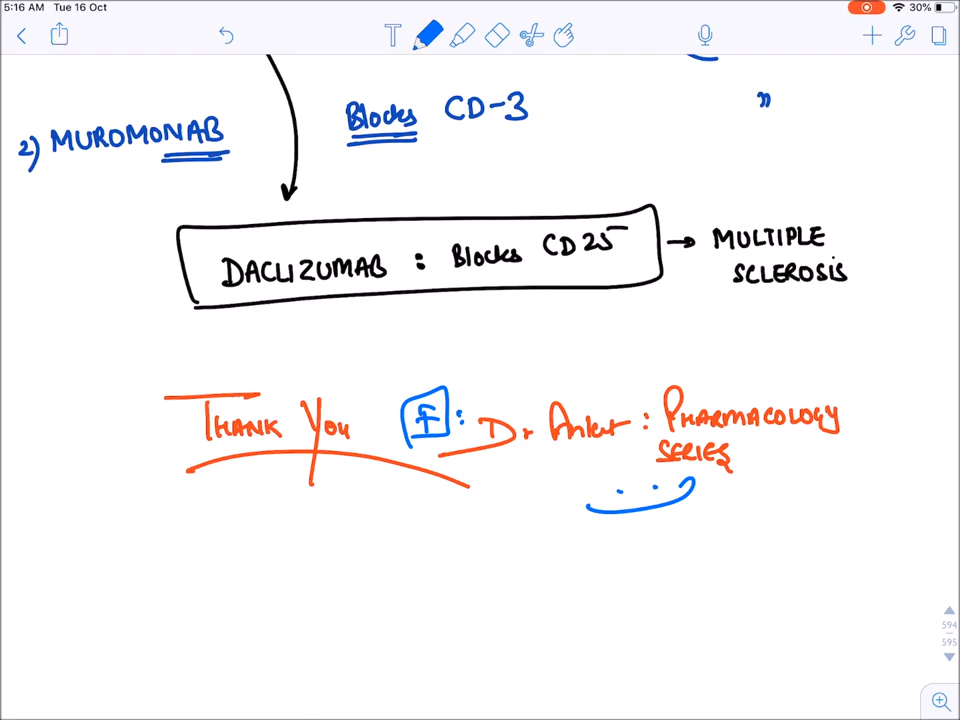 5:16 AM Tue 16 Oct
30%
T
2) MUROMONAB Blocks CD-3
"
DACLIZUMAB : Blocks CD25 → MULTIPLE
SCLEROSIS
THANK YOU f : Dr Ankit : PHARMACOLOGY
SERIES
594
595